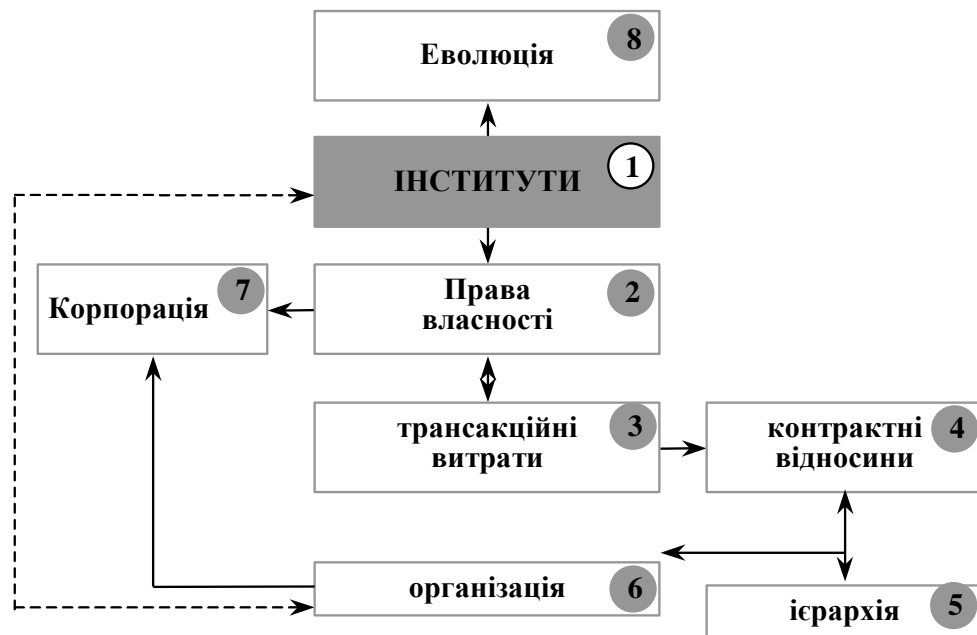 Еволюція 8
ІНСТИТУТИ 1
Корпорація 7
Права 2
власності
трансакційні 3
витрати
контрактні 4
відносини
організація 6
ієрархія 5